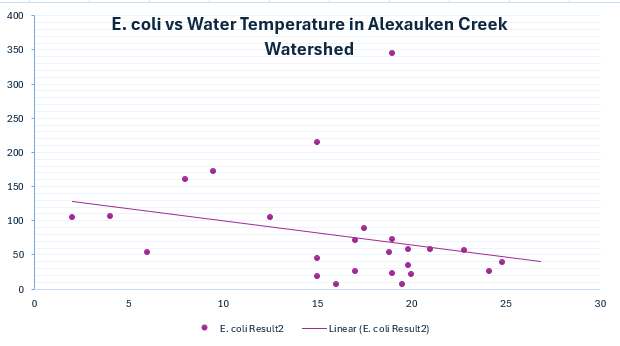 E. coli vs Water Temperature in Alexauken Creek
Watershed
400
350
300
250
200
150
100
50
0
0 5 10 15 20 25 30
E. coli Result2 Linear (E. coli Result2)